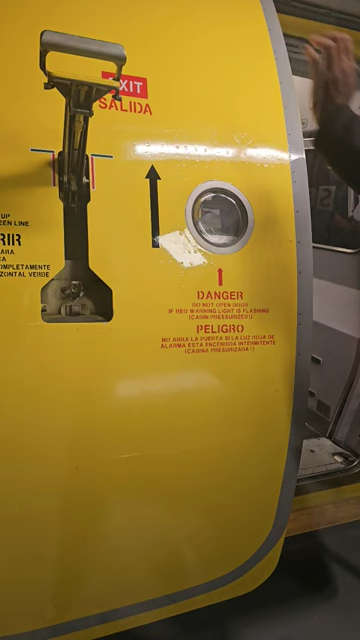 EXIT
SALIDA
UP
EEN LINE
RIR
ARA
CA
OMPLETAMENTE
ZONTAL VERDE
DANGER
DO NOT OPEN DOOR
IF RED WARNING LIGHT IS FLASHING
(CABIN PRESSURIZED!)
PELIGRO
NO ABRA LA PUERTA SI LA LUZ ROJA DE
ALARMA ESTA ENCENDIDA INTERMITENTE
(CABINA PRESURIZADA!)